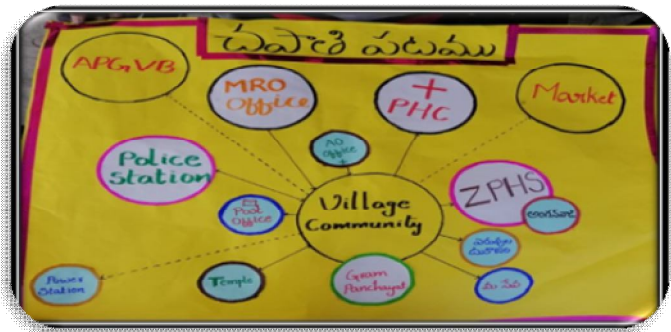 చపాతి పటము
APGVB
MRO
Office
+
PHC
Market
AO
Office
Police
Station
Village
Community
ZPHS
Post
Office
Power
Station
Temple
Gram
Panchayat
మీ సేవ